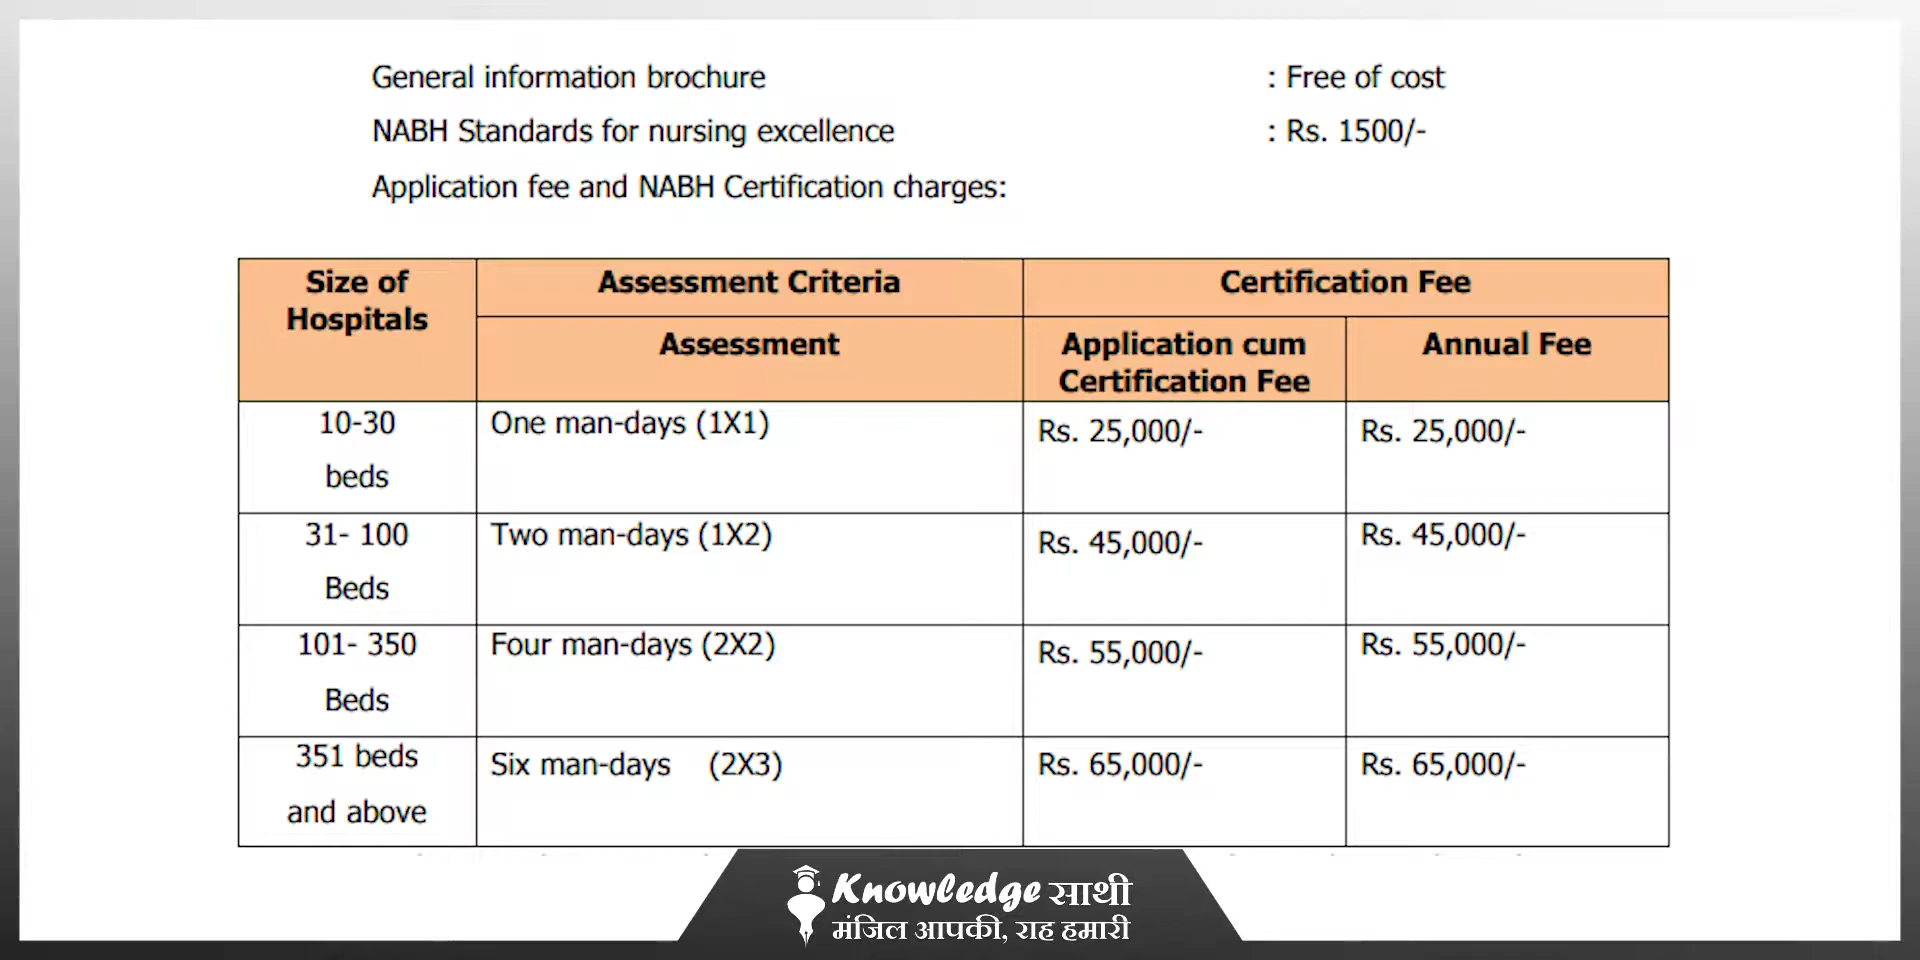 General information brochure : Free of cost
NABH Standards for nursing excellence : Rs. 1500/-
Application fee and NABH Certification charges:
Size of Hospitals Assessment Criteria Certification Fee
Assessment Application cum Certification Fee Annual Fee
10-30 beds One man-days (1X1) Rs. 25,000/- Rs. 25,000/-
31- 100 Beds Two man-days (1X2) Rs. 45,000/- Rs. 45,000/-
101- 350 Beds Four man-days (2X2) Rs. 55,000/- Rs. 55,000/-
351 beds and above Six man-days (2X3) Rs. 65,000/- Rs. 65,000/-
Knowledge साथी
मंजिल आपकी, राह हमारी